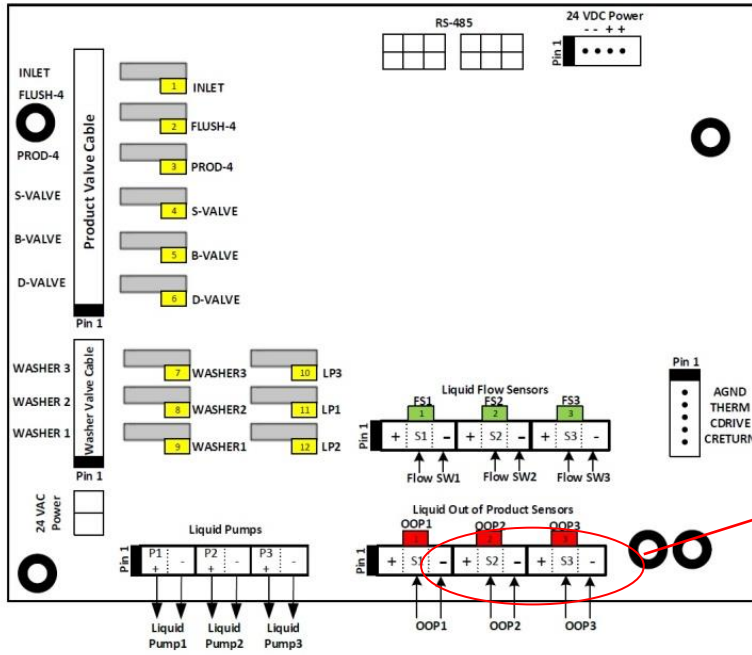 RS-485
24 VDC Power
- - + +
Pin 1
INLET
FLUSH-4
PROD-4
S-VALVE
B-VALVE
D-VALVE
Product Valve Cable
Pin 1
1 INLET
2 FLUSH-4
3 PROD-4
4 S-VALVE
5 B-VALVE
6 D-VALVE
WASHER 3
WASHER 2
WASHER 1
Washer Valve Cable
Pin 1
7 WASHER3
8 WASHER2
9 WASHER1
10 LP3
11 LP1
12 LP2
Liquid Flow Sensors
FS1 FS2 FS3
1 2 3
Pin 1
+ S1 - + S2 - + S3 -
Flow SW1 Flow SW2 Flow SW3
Pin 1
AGND
THERM
CDRIVE
CRETURN
24 VAC
Power
Liquid Pumps
Pin 1
P1 P2 P3
+ - + - + -
Liquid Pump1
Liquid Pump2
Liquid Pump3
Liquid Out of Product Sensors
OOP1 OOP2 OOP3
1 2 3
Pin 1
+ S1 - + S2 - + S3 -
OOP1 OOP2 OOP3